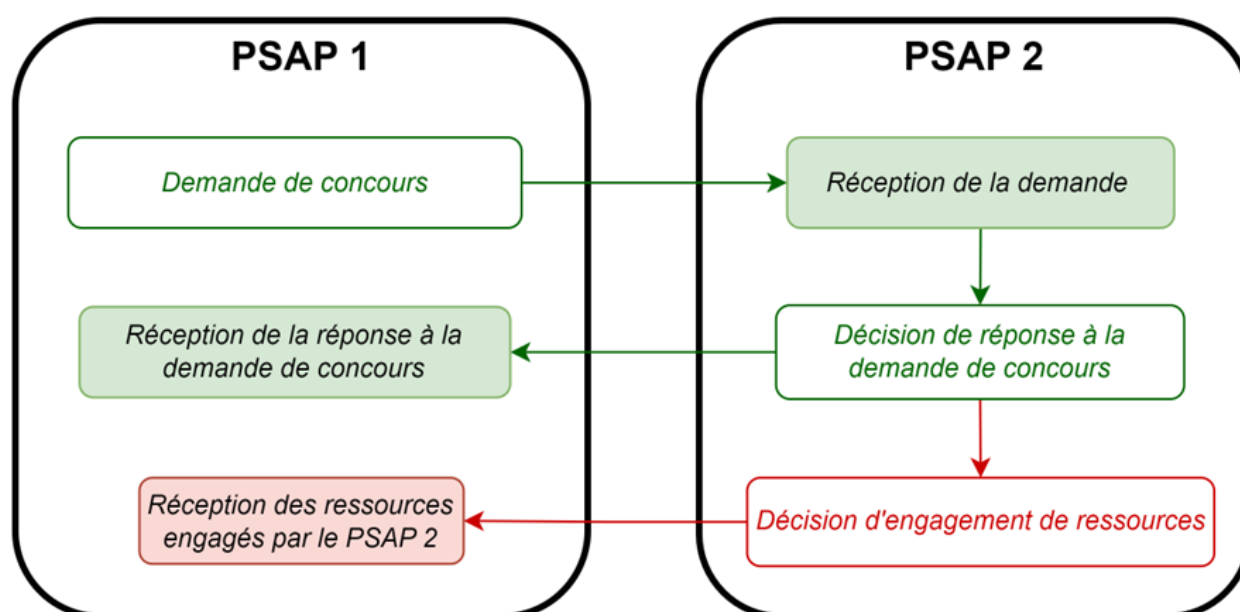 PSAP 1
PSAP 2
Demande de concours
Réception de la demande
Réception de la réponse à la
demande de concours
Décision de réponse à la
demande de concours
Réception des ressources
engagés par le PSAP 2
Décision d'engagement de ressources